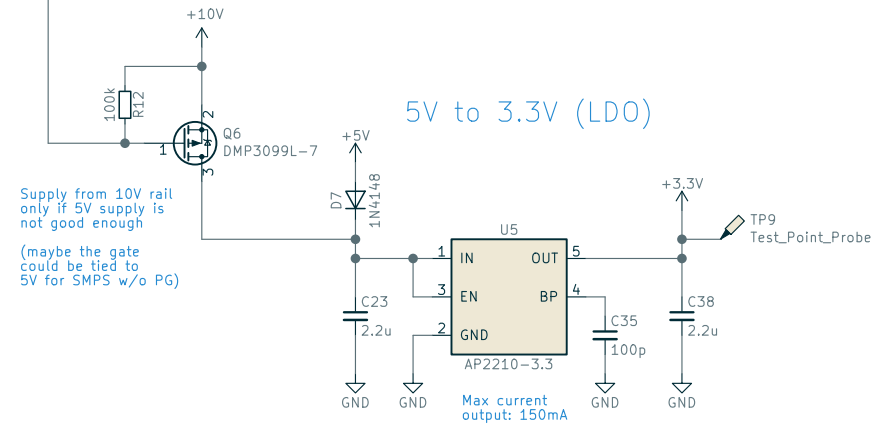 +10V
100k
R12
2
Q6
DMP3099L-7
1
3
5V to 3.3V (LDO)
+5V
D7
1N4148
+3.3V
Supply from 10V rail
only if 5V supply is
not good enough
(maybe the gate
could be tied to
5V for SMPS w/o PG)
TP9
Test_Point_Probe
U5
1
IN
OUT
5
3
EN
BP
4
2
GND
C23
2.2u
C35
100p
C38
2.2u
AP2210-3.3
GND
GND
GND
GND
Max current
output: 150mA